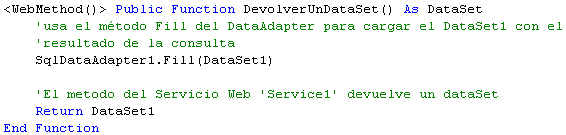 <WebMethod()> Public Function DevolverUnDataSet() As DataSet
'usa el método Fill del DataAdapter para cargar el DataSet1 con el
'resultado de la consulta
SqlDataAdapter1.Fill(DataSet1)
'El metodo del Servicio Web 'Service1' devuelve un dataSet
Return DataSet1
End Function